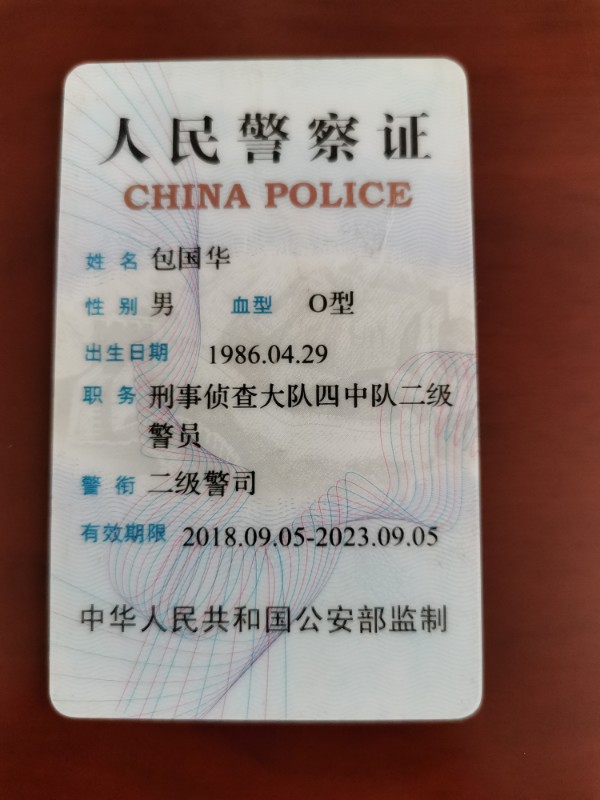 人民警察证
CHINA POLICE
姓名 包国华
性别 男 血型 O型
出生日期 1986.04.29
职务 刑事侦查大队四中队二级
警员
警衔 二级警司
有效期限 2018.09.05-2023.09.05
中华人民共和国公安部监制